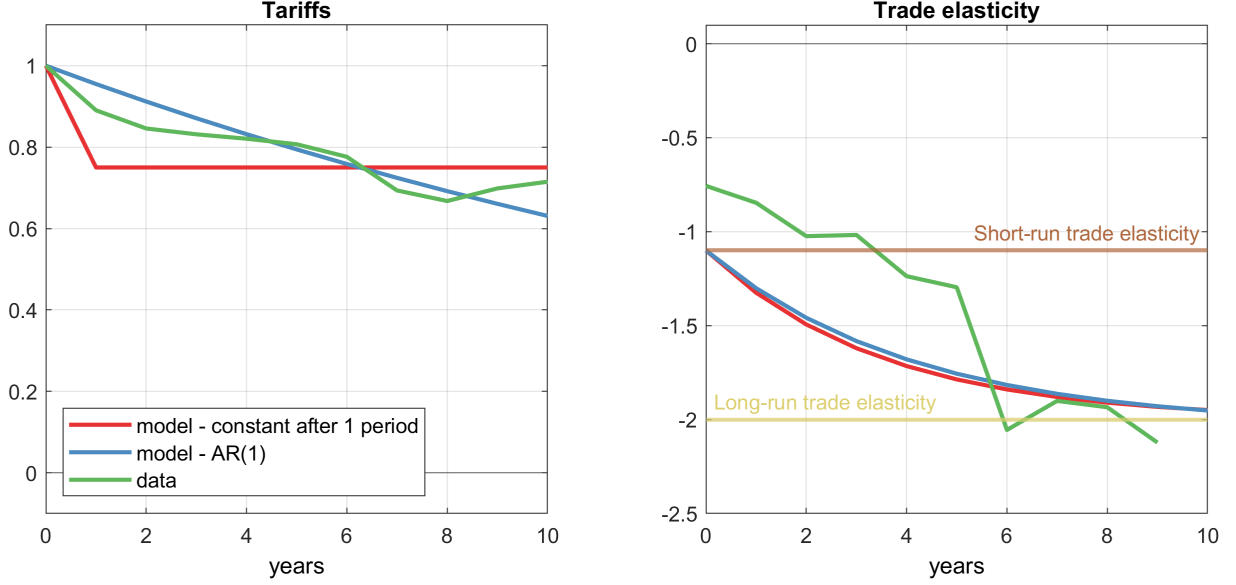 Tariffs
1
0.8
0.6
0.4
0.2
0
0 2 4 6 8 10
years
model - constant after 1 period
model - AR(1)
data
Trade elasticity
0
-0.5
-1
-1.5
-2
-2.5
0 2 4 6 8 10
years
Short-run trade elasticity
Long-run trade elasticity